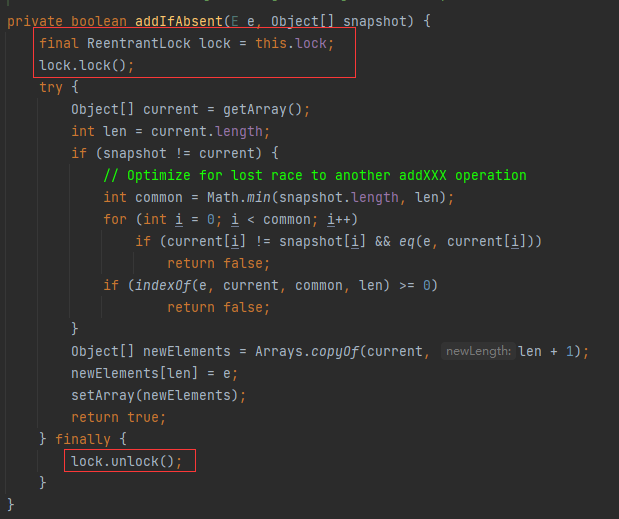 private boolean addIfAbsent(E e, Object[] snapshot) {
    final ReentrantLock lock = this.lock;
    lock.lock();
    try {
        Object[] current = getArray();
        int len = current.length;
        if (snapshot != current) {
            // Optimize for lost race to another addXXX operation
            int common = Math.min(snapshot.length, len);
            for (int i = 0; i < common; i++)
                if (current[i] != snapshot[i] && eq(e, current[i]))
                    return false;
            if (indexOf(e, current, common, len) >= 0)
                    return false;
        }
        Object[] newElements = Arrays.copyOf(current, newLength: len + 1);
        newElements[len] = e;
        setArray(newElements);
        return true;
    } finally {
        lock.unlock();
    }
}